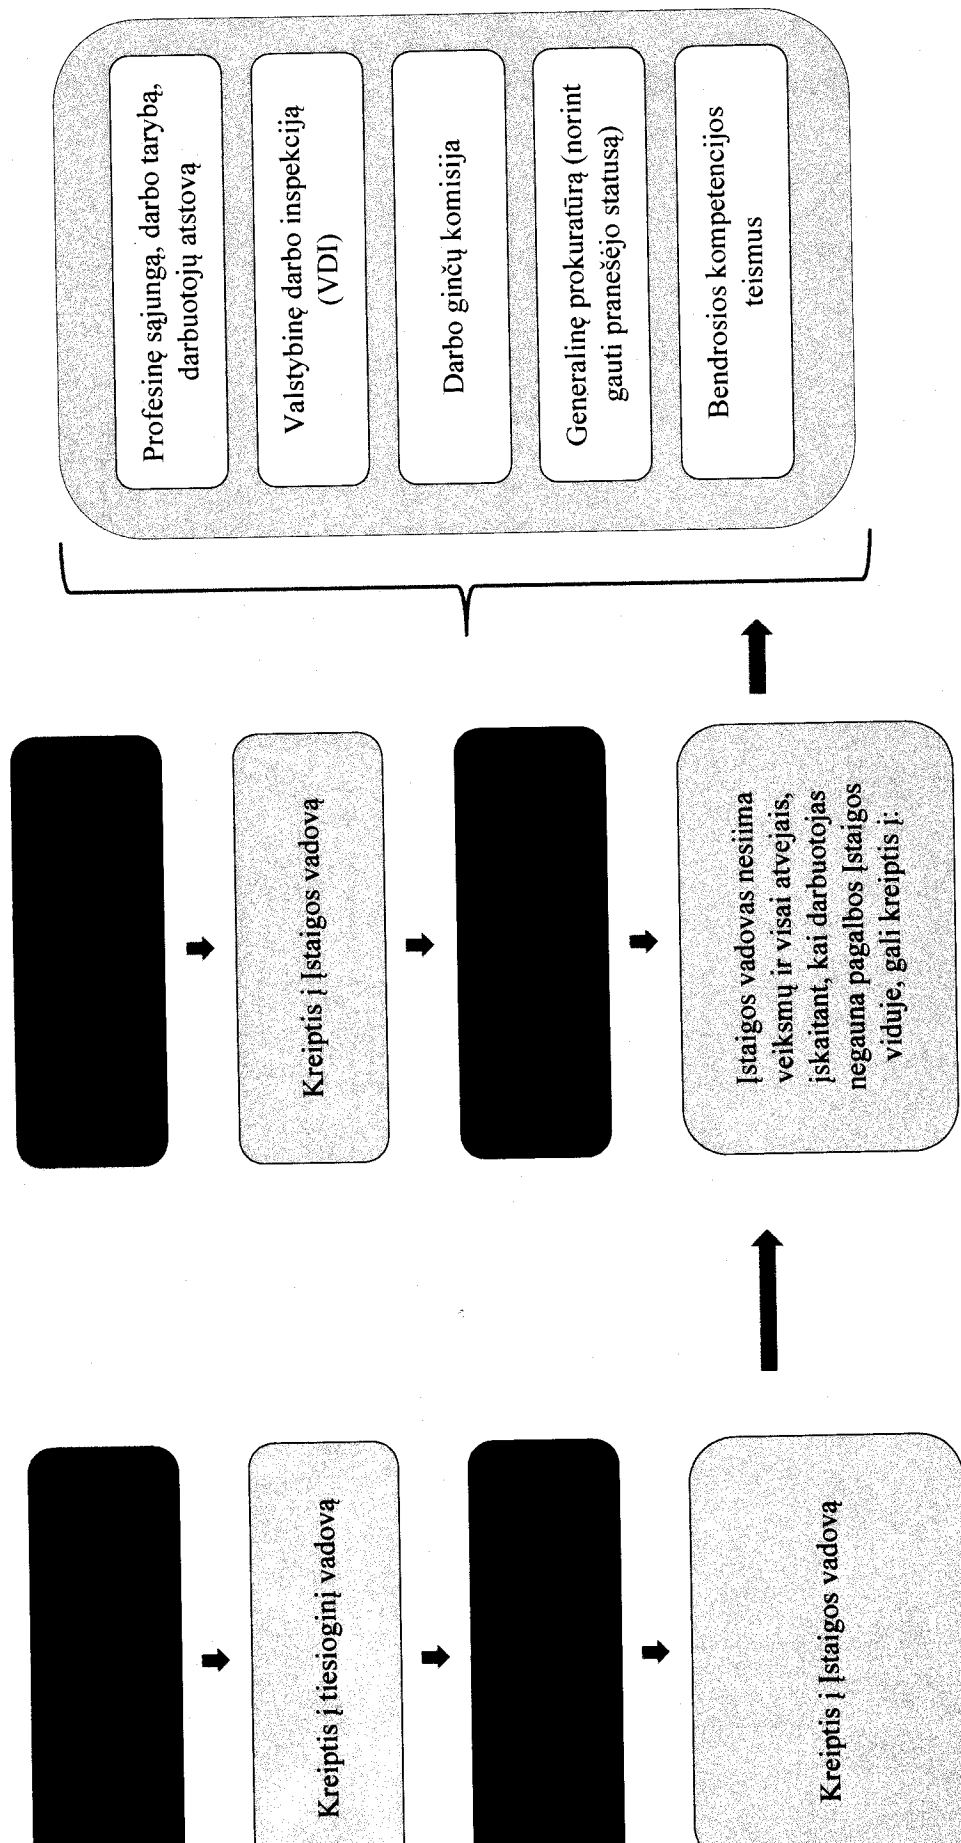 Kreiptis į tiesioginį vadovą
Kreiptis į Įstaigos vadovą
Kreiptis į Įstaigos vadovą
Įstaigos vadovas nesiima
veiksmų ir visai atvejais,
įskaitant, kai darbuotojas
negauna pagalbos Įstaigos
viduje, gali kreiptis į:
Profesinę sąjungą, darbo tarybą,
darbuotojų atstovą
Valstybinę darbo inspekciją
(VDI)
Darbo ginčų komisija
Generalinę prokuratūrą (norint
gauti pranešėjo statusą)
Bendrosios kompetencijos
teismus